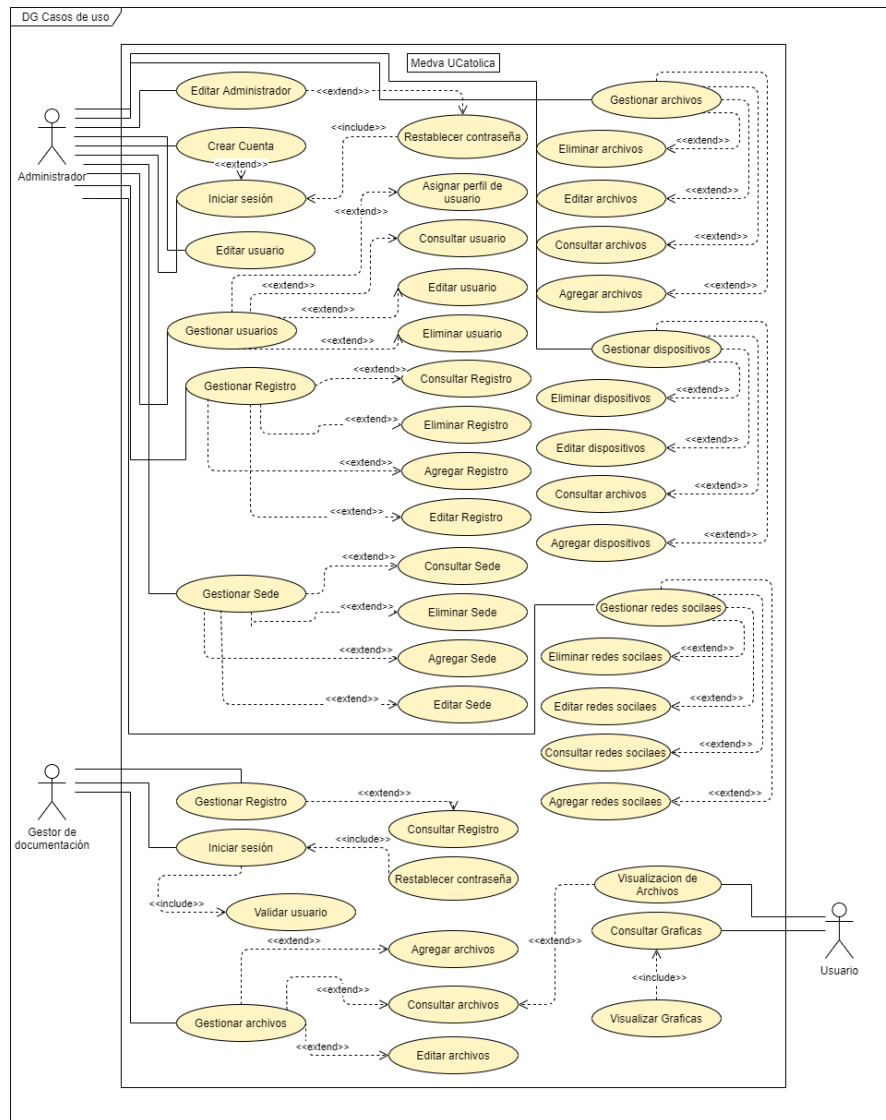 DG Casos de uso
Medva UCatolica
Editar Administrador
<<extend>>
Gestionar archivos
<<extend>>
Administrador
<<include>>
Restablecer contraseña
Crear Cuenta
<<extend>>
Eliminar archivos
<<extend>>
Iniciar sesión
Asignar perfil de
usuario
<<extend>>
Editar archivos
<<extend>>
Editar usuario
Consultar usuario
Consultar archivos
<<extend>>
<<extend>>
Editar usuario
Agregar archivos
<<extend>>
<<extend>>
Gestionar usuarios
Eliminar usuario
<<extend>>
Gestionar dispositivos
<<extend>>
Gestionar Registro
<<extend>>
Consultar Registro
Eliminar dispositivos
<<extend>>
Eliminar Registro
<<extend>>
Editar dispositivos
<<extend>>
Agregar Registro
<<extend>>
Consultar archivos
<<extend>>
Editar Registro
<<extend>>
Agregar dispositivos
<<extend>>
Consultar Sede
<<extend>>
Gestionar Sede
Gestionar redes socilaes
Eliminar Sede
<<extend>>
Eliminar redes socilaes
<<extend>>
Agregar Sede
<<extend>>
Editar Sede
<<extend>>
Editar redes socilaes
<<extend>>
Consultar redes socilaes
<<extend>>
Agregar redes socilaes
<<extend>>
Gestor de
documentación
Gestionar Registro
<<extend>>
Consultar Registro
Iniciar sesión
<<include>>
Restablecer contraseña
<<include>>
Validar usuario
Visualizacion de
Archivos
Consultar Graficas
Usuario
<<extend>>
<<extend>>
Agregar archivos
<<include>>
<<extend>>
Consultar archivos
Visualizar Graficas
Gestionar archivos
<<extend>>
Editar archivos